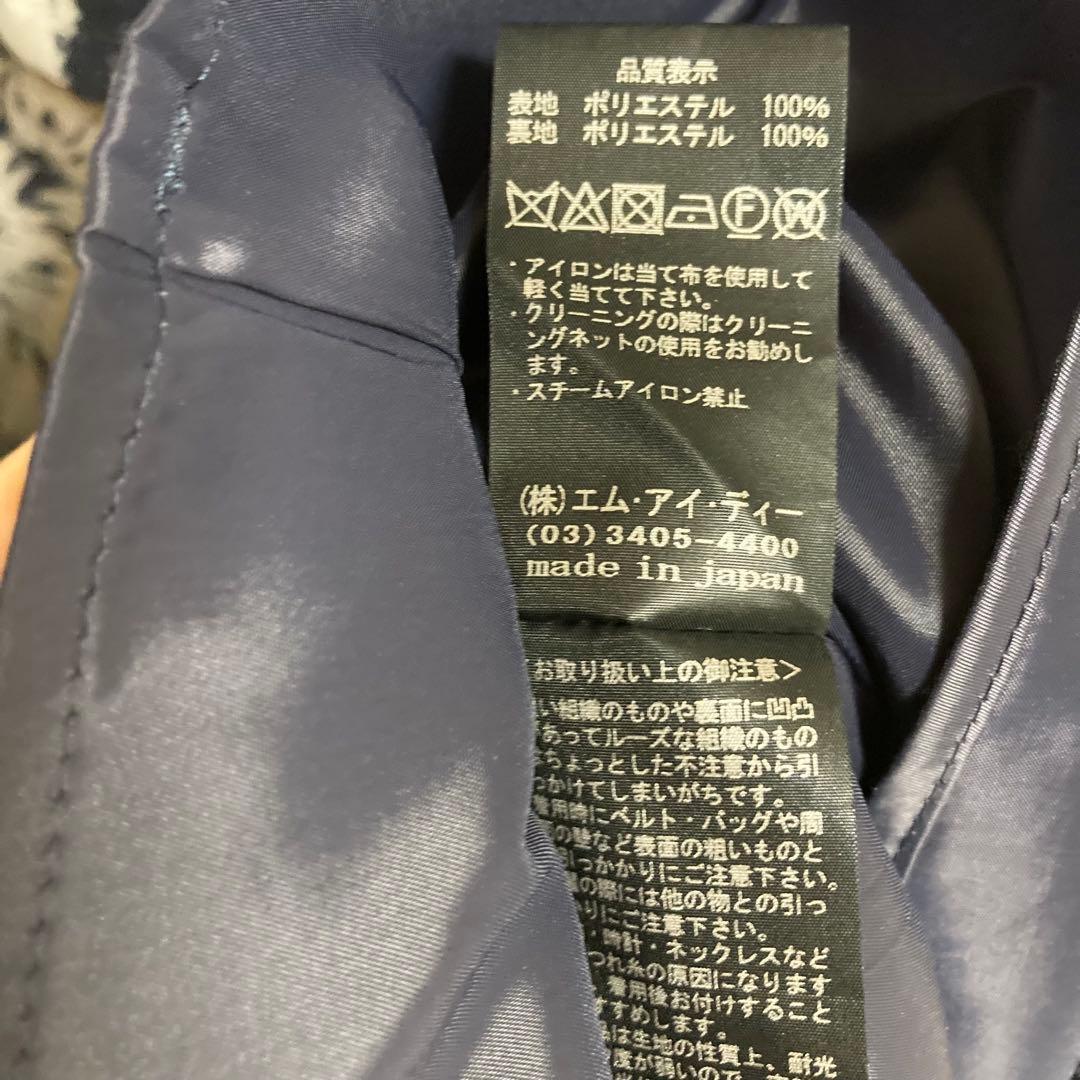 品質表示
表地 ポリエステル 100%
裏地 ポリエステル 100%
F W
・アイロンは当て布を使用して
軽く当てて下さい。
・クリーニングの際はクリーニ
ングネットの使用をお勧めし
ます。
・スチームアイロン禁止
(株)エム・アイ・ディー
(03)3405-4400
made in japan
お取り扱い上の御注意>
い組織のものや裏面に凹凸
あってルーズな組織のもの
ちょっとした不注意から引
かけてしまいがちです。
着用時にベルト・バッグや周
の壁など表面の粗いものと
引っかかりにご注意下さい。
の際には他の物との引っ
りにご注意下さい。
時計・ネックレスなど
つれ糸の原因になります
着用後お付けすること
すすめします。
は生地の性質上、耐光
度が弱いので